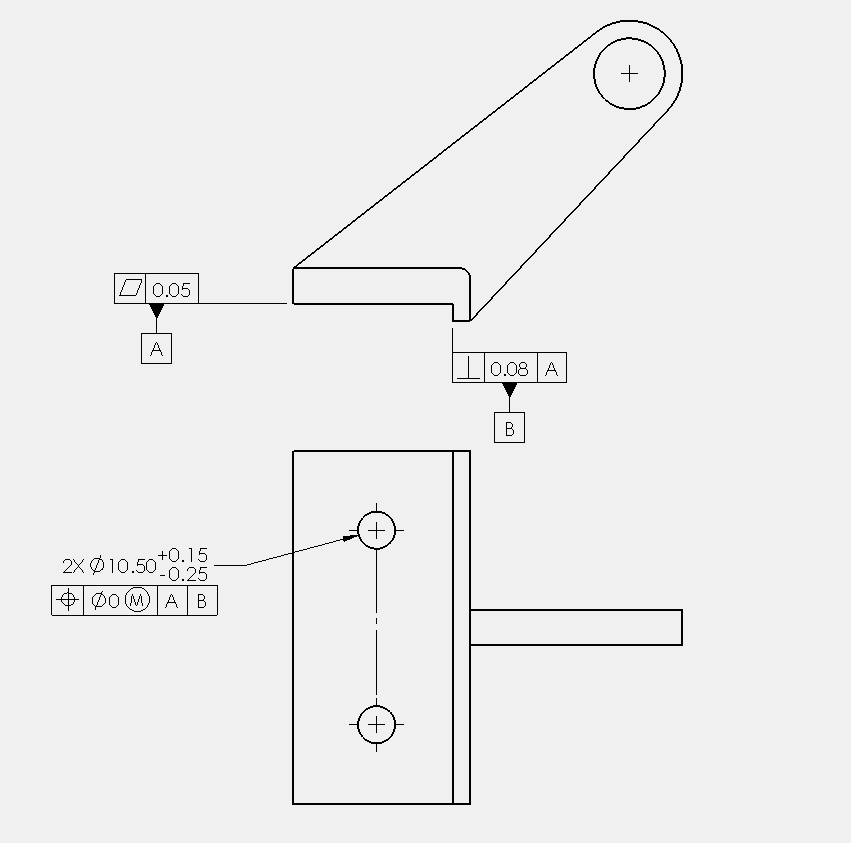 ⏥ 0.05
A
⊥ 0.08 A
B
2X Ø10.50 +0.15
-0.25
⌖ Ø0 Ⓜ A B